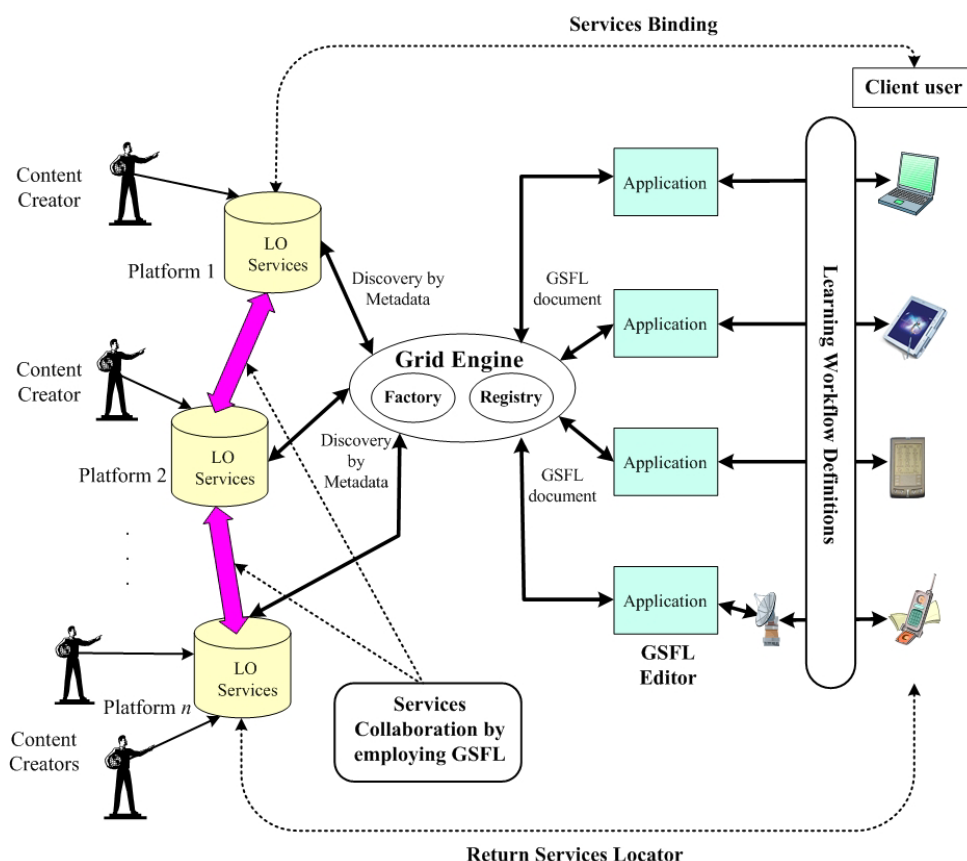 Services Binding
Client user
Content
Creator
LO
Services
Platform 1
Discovery by
Metadata
Application
GSFL
document
Application
Learning Workflow Definitions
Content
Creator
LO
Services
Platform 2
Grid Engine
Factory
Registry
Discovery
by
Metadata
GSFL
document
Application
.
.
.
Application
GSFL
Editor
LO
Services
Platform n
Content
Creators
Services
Collaboration by
employing GSFL
Return Services Locator